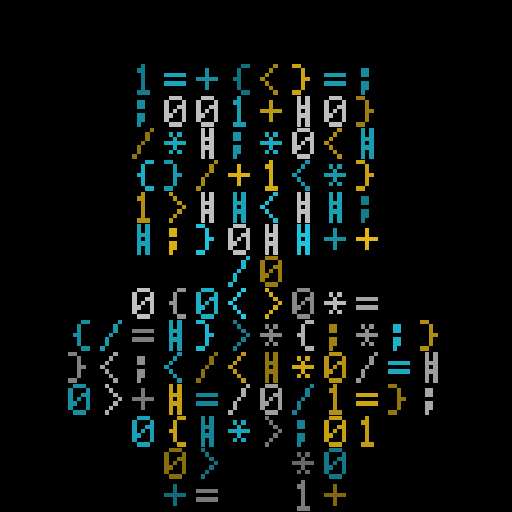 1=+{<}=;
;001+H0}
/*H;*0<H
{}/+1<*}
1>HH<HH;
H;}0HH++
/0
0{0<>0*=
{/=H}>*{;*;}
}<;</<H*0/=H
0>+H=/0/1=};
0{H*>;01
0> *0
+= 1+